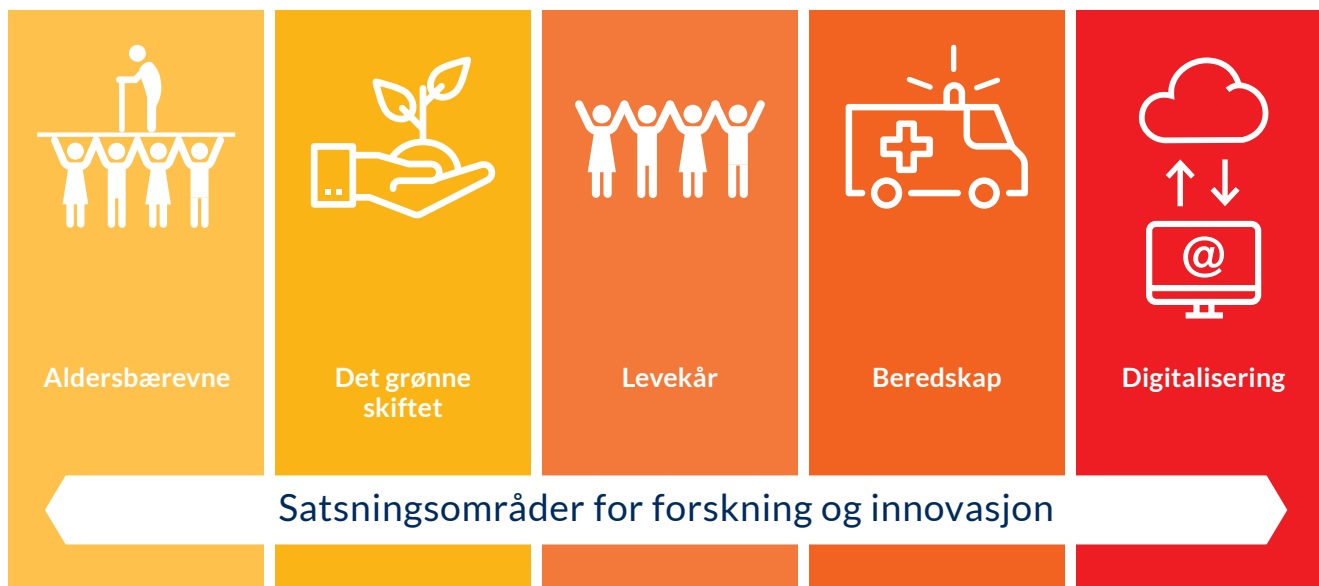 Aldersbærevne
Det grønne
skiftet
Levekår
Beredskap
@
Digitalisering
Satsningsområder for forskning og innovasjon